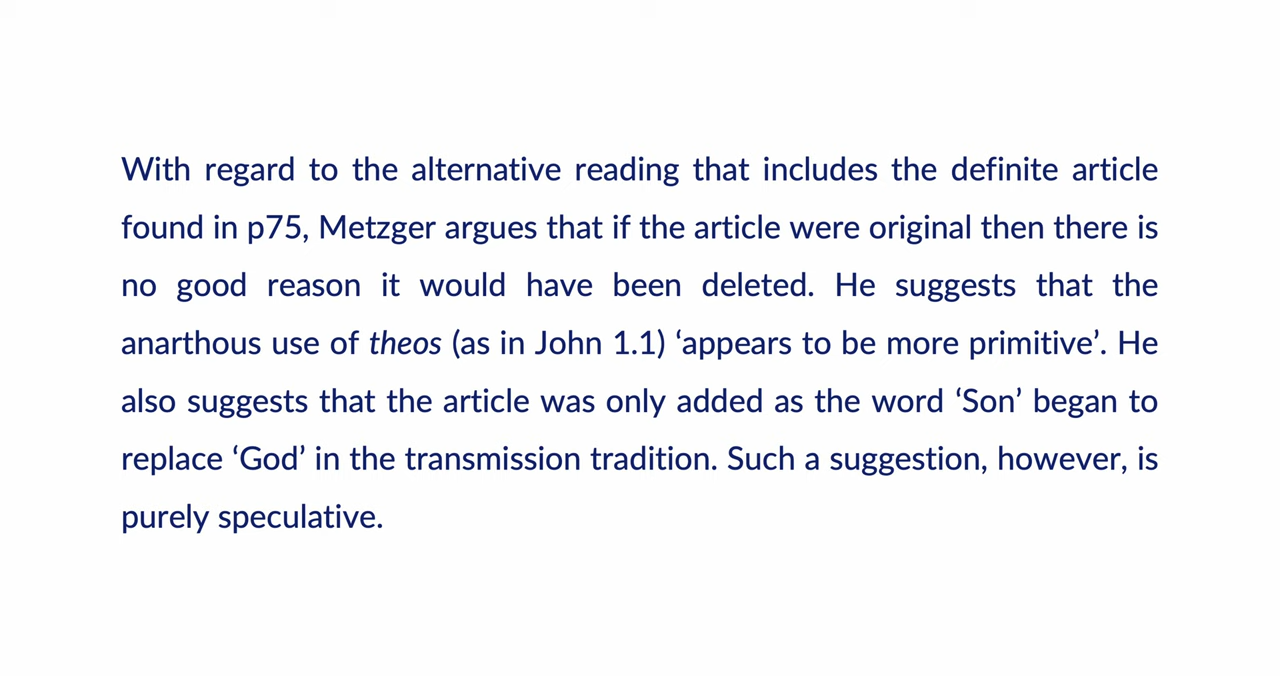 With regard to the alternative reading that includes the definite article
found in p75, Metzger argues that if the article were original then there is
no good reason it would have been deleted. He suggests that the
anarthous use of theos (as in John 1.1) ‘appears to be more primitive’. He
also suggests that the article was only added as the word ‘Son’ began to
replace ‘God’ in the transmission tradition. Such a suggestion, however, is
purely speculative.